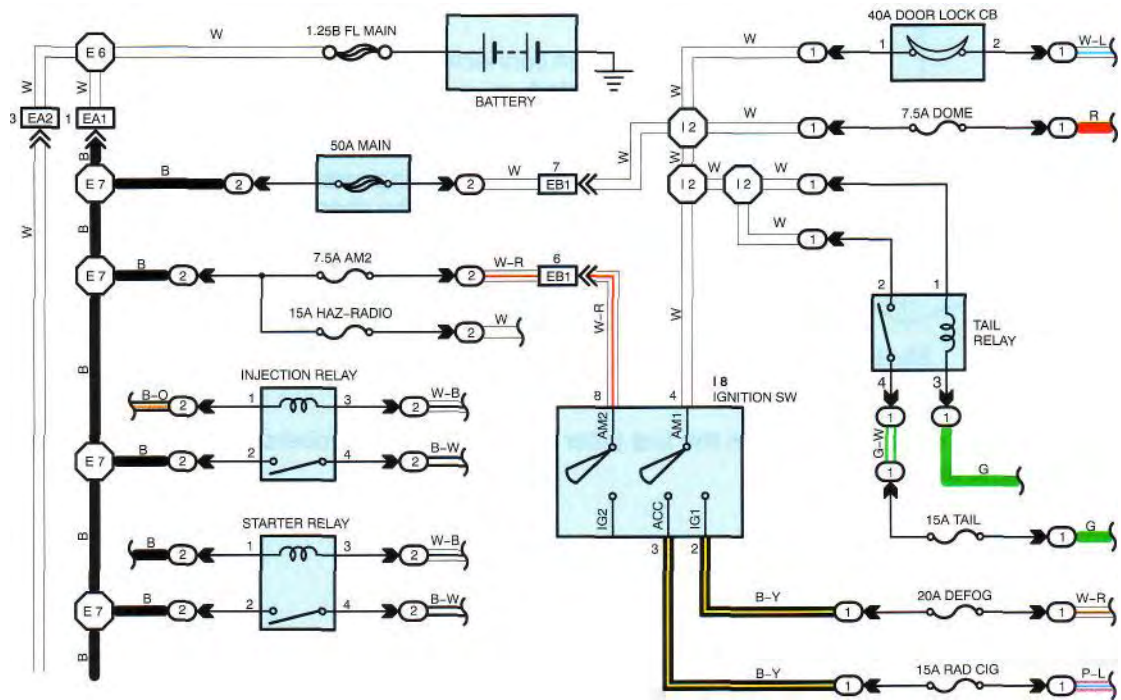 1.25B FL MAIN
W
E 6
BATTERY
W
W
3 EA2
1 EA1
B
50A MAIN
E 7
B
2
2
W
7
EB1
W
W
B
E 7
B
2
7.5A AM2
2
W-R
6
EB1
W-R
15A HAZ-RADIO
2
W
B
INJECTION RELAY
B-O
2
1
3
2
W-B
E 7
B
2
2
4
2
B-W
B
STARTER RELAY
B
2
1
3
2
W-B
E 7
B
2
2
4
2
B-W
B
40A DOOR LOCK CB
W
W
1
1
2
1
W-L
I 2
W
1
7.5A DOME
1
R
W
I 2
I 2
W
1
W
1
W
2
1
TAIL
RELAY
4
3
1
1
G-W
G
1
15A TAIL
1
G
I 8
IGNITION SW
8
4
AM2
AM1
IG2
ACC
IG1
3
2
B-Y
1
20A DEFOG
1
W-R
B-Y
1
15A RAD CIG
1
P-L